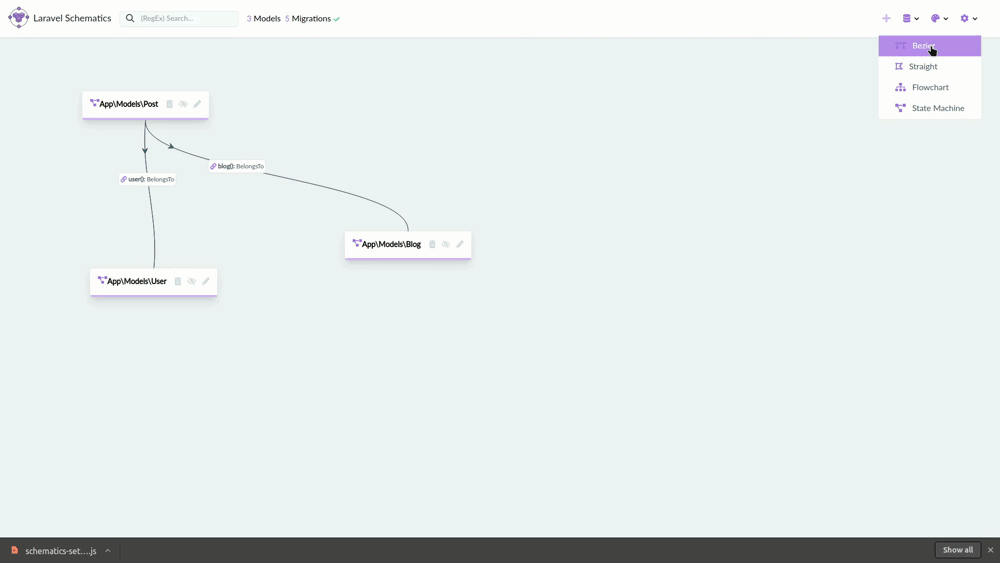 Laravel Schematics
(RegEx) Search...
3 Models 5 Migrations
Bezier
Straight
Flowchart
State Machine
App\Models\Post
blog(): BelongsTo
user(): BelongsTo
App\Models\Blog
App\Models\User
schematics-set....js
Show all